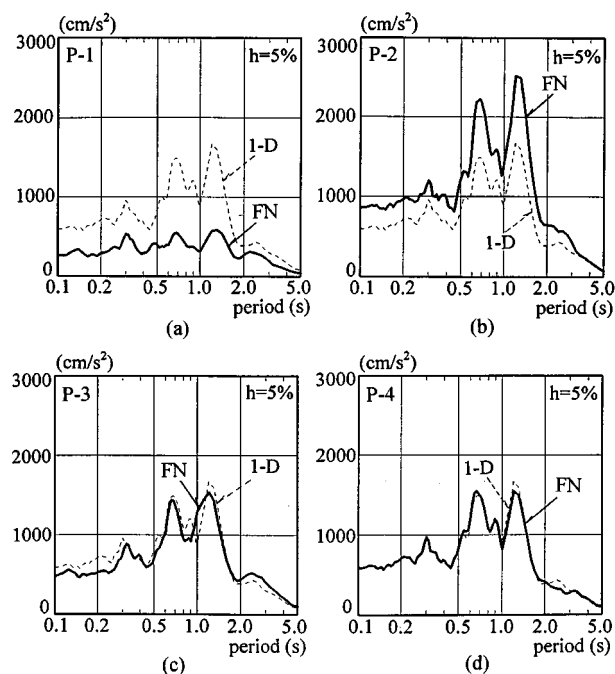 (cm/s²) (cm/s²)
3000 P-1 h=5% 3000 P-2 h=5%
FN
2000 2000
1-D
1000 1000
FN
1-D
0 0
0.1 0.2 0.5 1.0 2.0 5.0 0.1 0.2 0.5 1.0 2.0 5.0
period (s) period (s)
(a) (b)
(cm/s²) (cm/s²)
3000 P-3 h=5% 3000 P-4 h=5%
FN 1-D 1-D FN
2000 2000
1000 1000
0 0
0.1 0.2 0.5 1.0 2.0 5.0 0.1 0.2 0.5 1.0 2.0 5.0
period (s) period (s)
(c) (d)